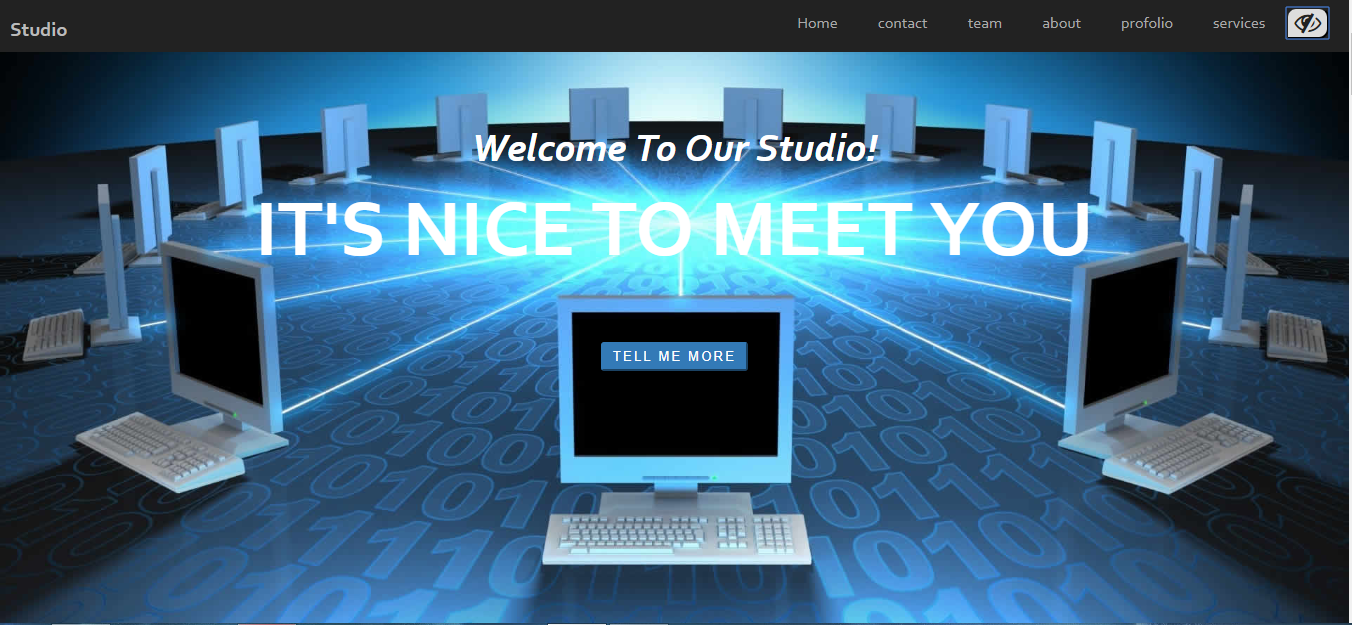 Studio
Home contact team about profolio services
Welcome To Our Studio!
IT'S NICE TO MEET YOU
TELL ME MORE